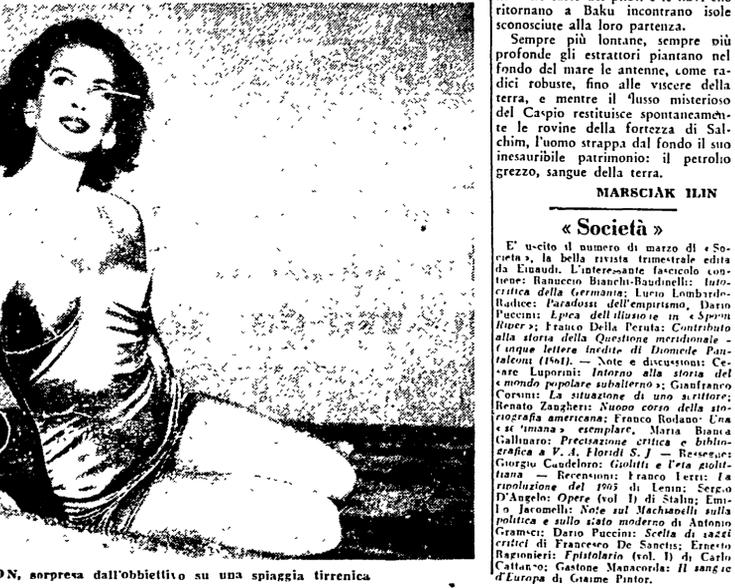 ritornano a Baku incontrano isole
sconosciute alla loro partenza.
Sempre più lontane, sempre più
profonde gli estrattori piantano nel
fondo del mare le antenne, come ra-
dici robuste, fino alle viscere della
terra, e mentre il flusso misterioso
del Caspio restituisce spontaneamen-
te le rovine della fortezza di Sal-
chim, l'uomo strappa dal fondo il suo
inesauribile patrimonio: il petrolio
grezzo, sangue della terra.
MARSCIÀK ILIN
« Società »
E' uscito il numero di marzo di « So-
cietà », la bella rivista trimestrale edita
da Einaudi. L'interessante fascicolo con-
tiene: Ranuccio Bianchi-Bandinelli: Auto-
critica della Germania; Lucio Lombardo-
Radice: Paradossi dell'empirismo, Dario
Puccini: Epica dell'illusione in « Spoon
River »; Franco Della Peruta: Contributo
alla storia della Questione meridionale -
Cinque lettere inedite di Diomede Pan-
taleoni (1861). — Note e discussioni: Ce-
sare Luporini: Intorno alla storia del
« mondo popolare subalterno »; Gianfranco
Corsini: La situazione di uno scrittore;
Renato Zangheri: Nuovo corso della sto-
riografia americana; Franco Rodano: Una
« settimana » esemplare. Maria Bianca
Gallinaro: Precisazione critica e biblio-
grafica a V. A. Floridi S. J — Rassegne:
Giorgio Candeloro: Giolitti e l'età giolit-
tiana — Recensioni: Franco Ferri: La
rivoluzione del 1905 di Lenin; Sergio
D'Angelo: Opere (vol I) di Stalin; Emi-
lo Jacomelli: Note sul Machiavelli sulla
politica e sullo stato moderno di Antonio
Gramsci; Dario Puccini: Scelta di saggi
critici di Francesco De Sanctis; Ernesto
Ragionieri: Epistolario (vol. I) di Carlo
Cattaneo; Gastone Manacorda: Il sangue
d'Europa di Giaime Pintor.
ON, sorpresa dall'obbiettivo su una spiaggia tirrenica